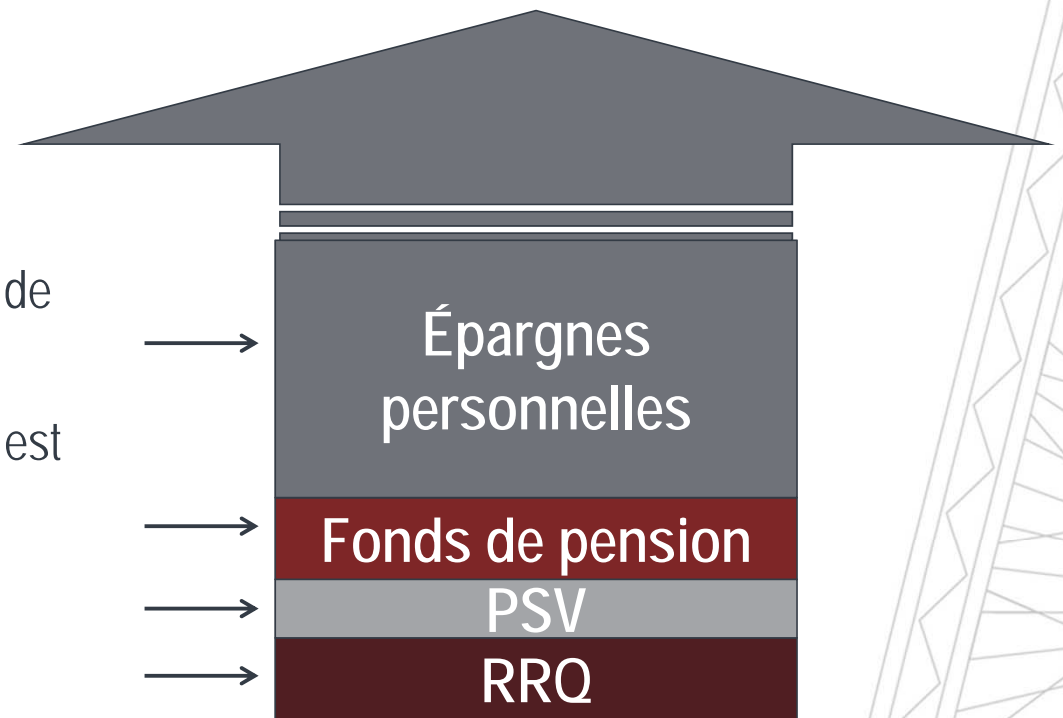 de
Épargnes
personnelles
est
Fonds de pension
PSV
RRQ